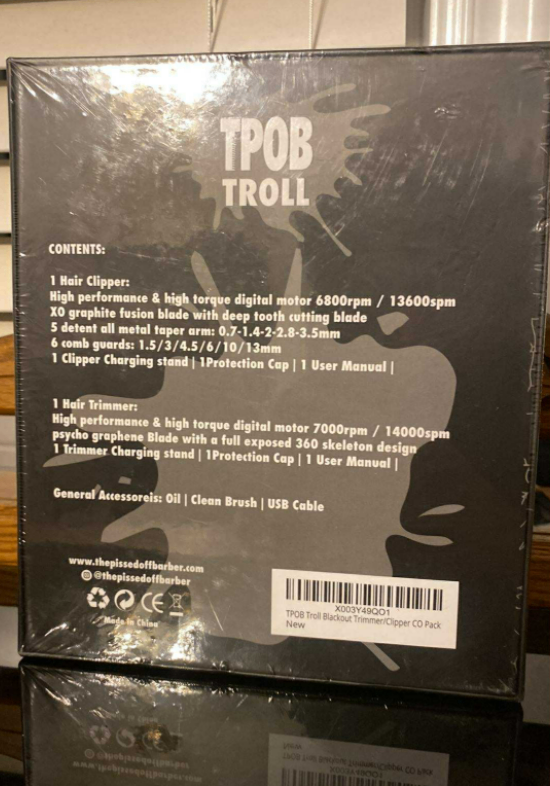 TPOB
TROLL
CONTENTS:
1 Hair Clipper:
High performance & high torque digital motor 6800rpm / 13600spm
XO graphite fusion blade with deep tooth cutting blade
5 detent all metal taper arm: 0.7-1.4-2-2.8-3.5mm
6 comb guards: 1.5/3/4.5/6/10/13mm
1 Clipper Charging stand | 1Protection Cap | 1 User Manual |
1 Hair Trimmer:
High performance & high torque digital motor 7000rpm / 14000spm
psycho graphene Blade with a full exposed 360 skeleton design
1 Trimmer Charging stand | 1Protection Cap | 1 User Manual |
General Accessoreis: Oil | Clean Brush | USB Cable
www.thepissedoffbarber.com
@thepissedoffbarber
CE
Made in China
X003Y49QO1
TPOB Troll Blackout Trimmer/Clipper CO Pack
New